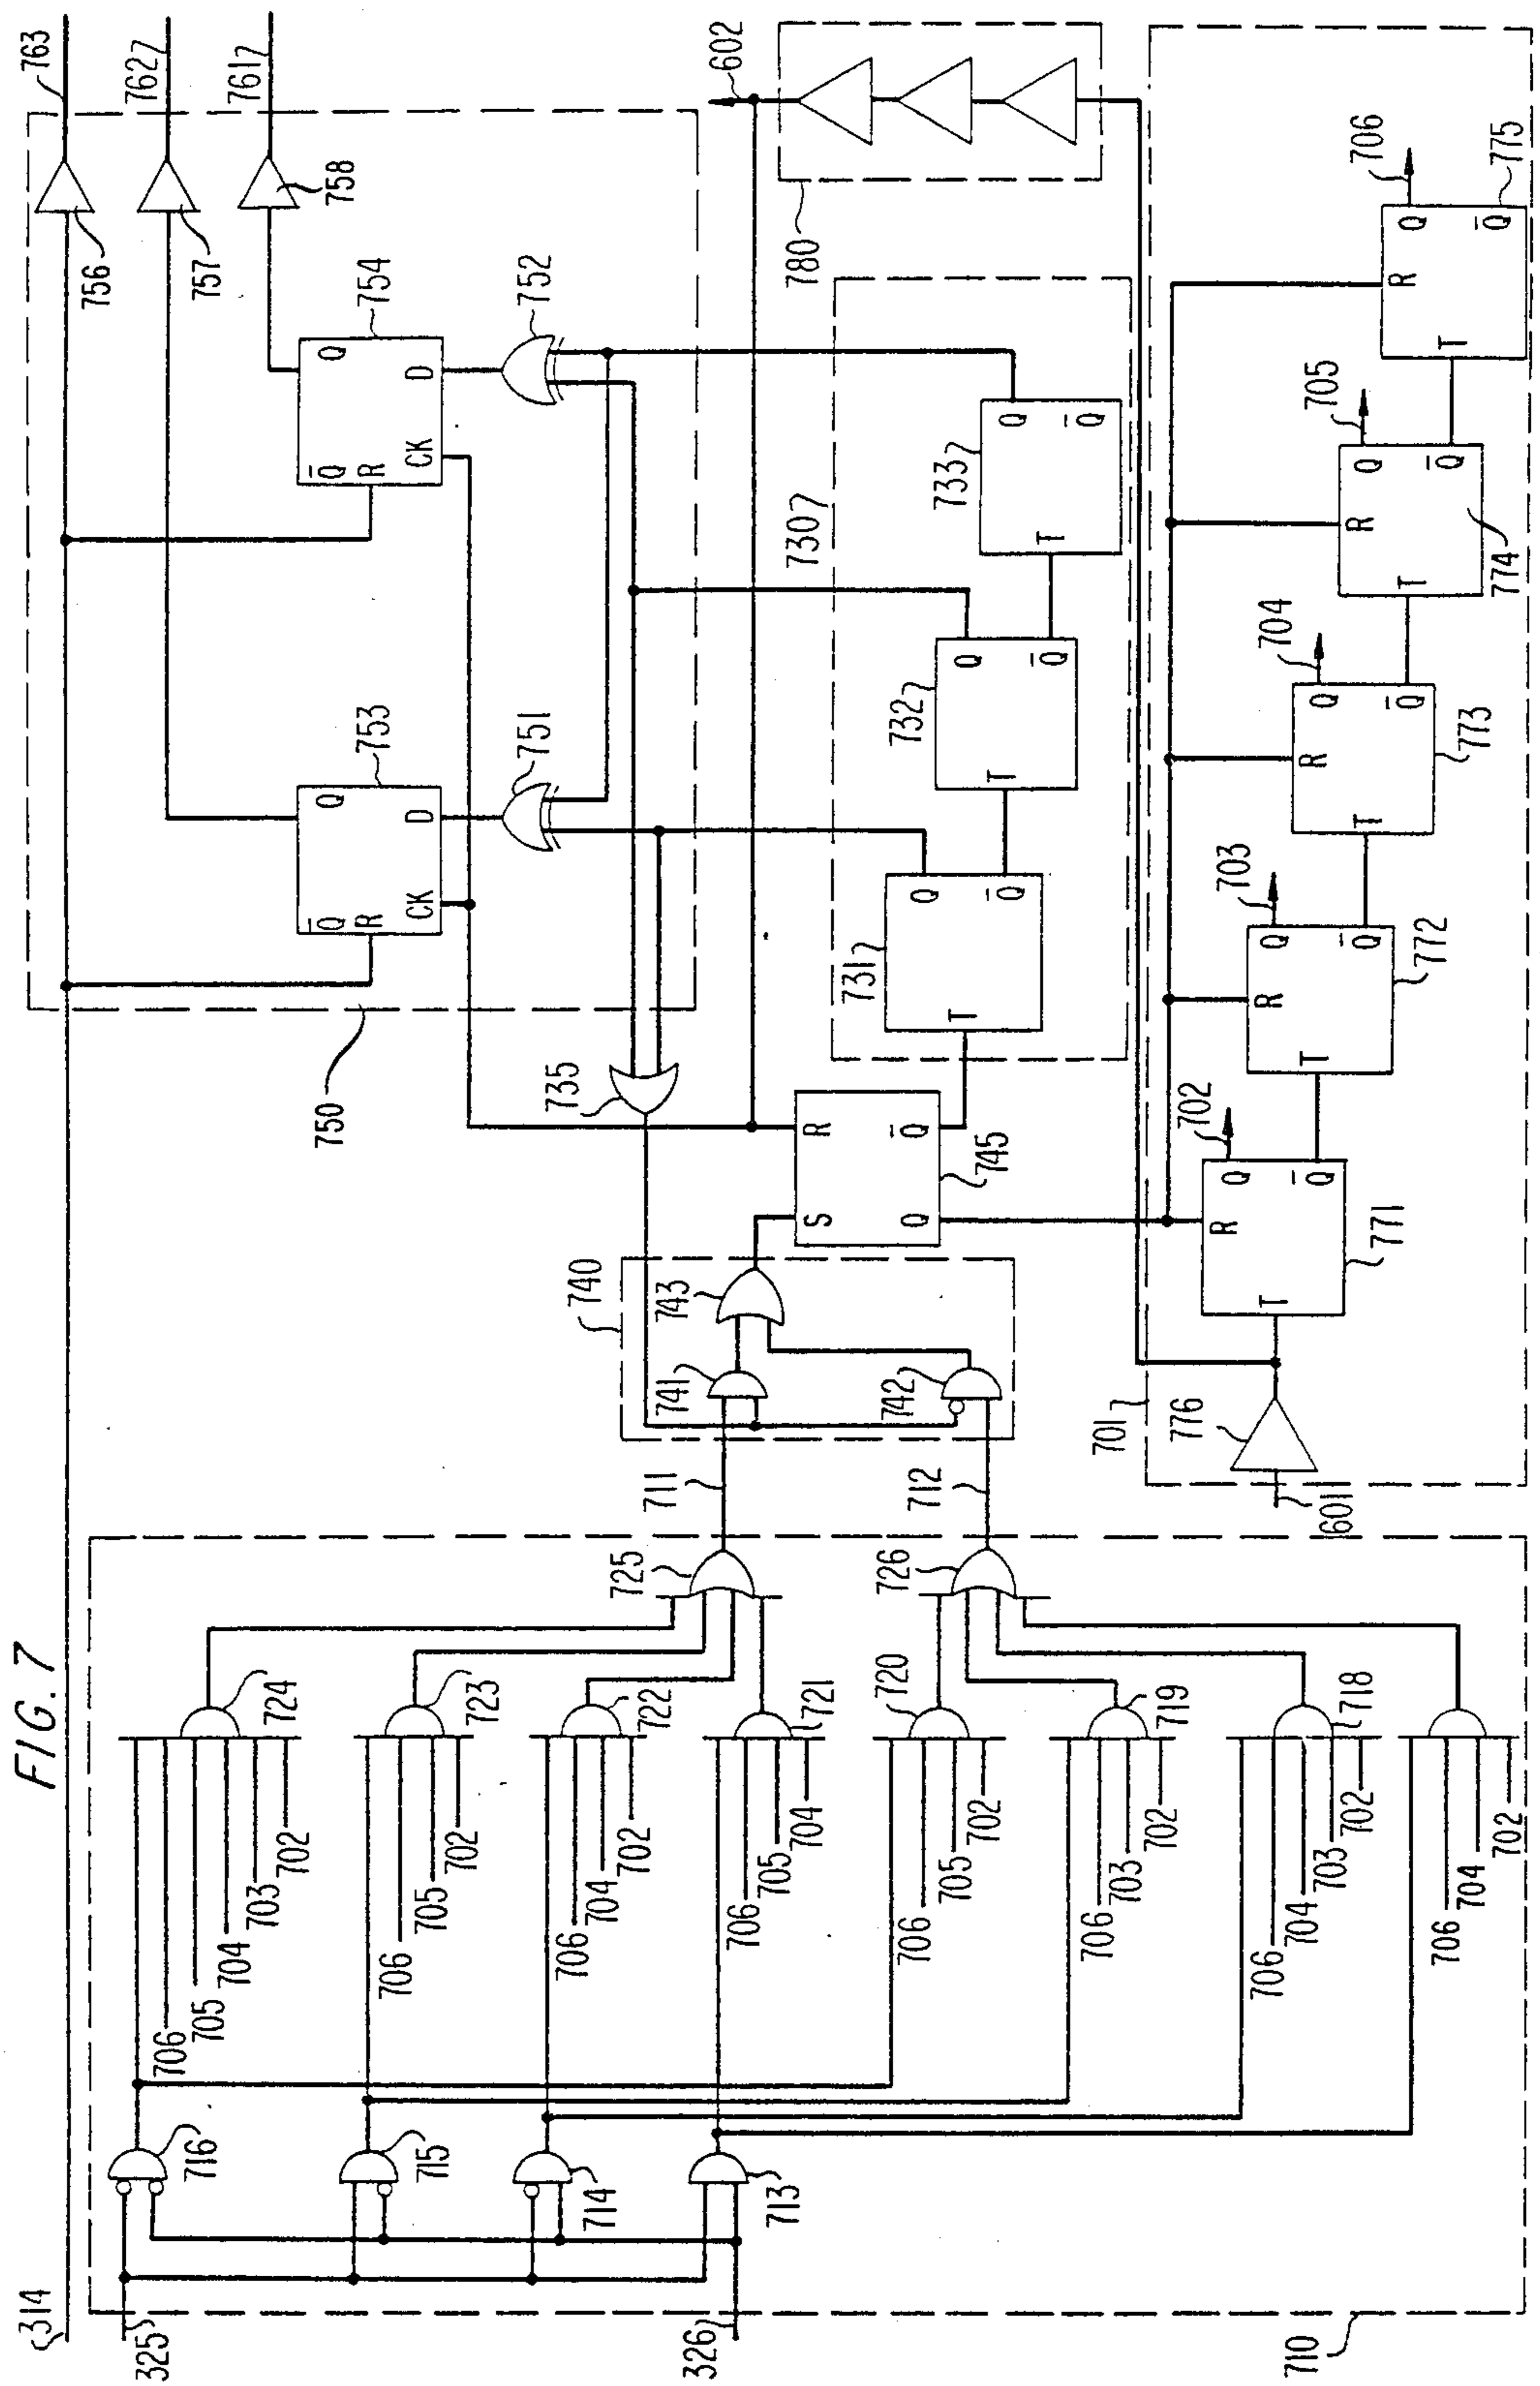 FIG. 7
314
325
326
710
716
715
714
713
706
705
704
703
702
724
706
705
702
723
706
704
702
722
706
705
704
721
706
705
702
720
706
703
702
719
706
704
703
702
718
706
704
702
725
726
711
712
740
741
742
743
735
S
R
Q
Q̅
745
750
Q̅
R
CK
Q
D
753
751
Q̅
R
CK
Q
D
754
752
756
757
758
763
762
761
730
731
T
Q
Q̅
732
T
Q
Q̅
733
T
Q
Q̅
780
602
701
601
776
T
R
Q
Q̅
771
702
T
R
Q
Q̅
772
703
T
R
Q
Q̅
773
704
T
R
Q
Q̅
774
705
T
R
Q
Q̅
775
706